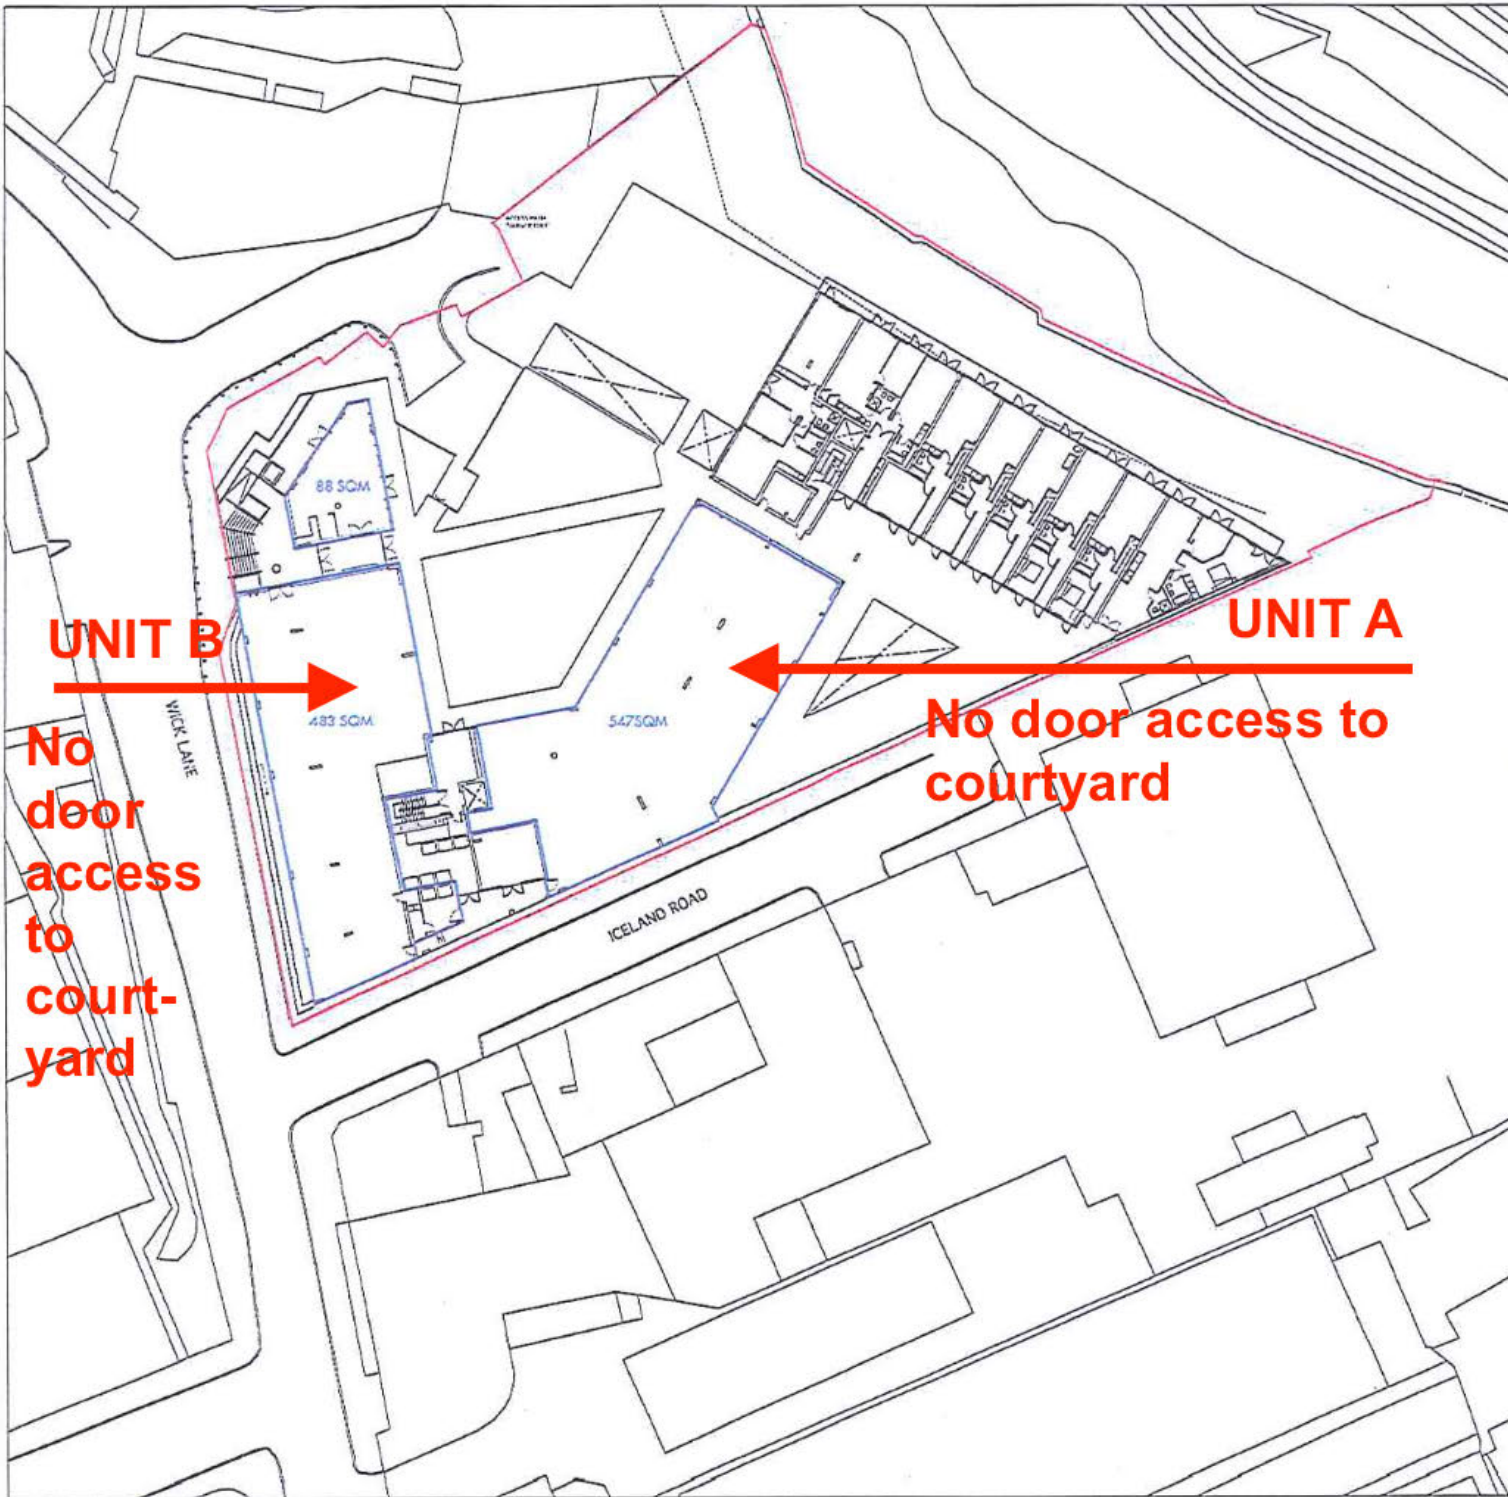 88 SQM
UNIT B
UNIT A
483 SQM
547SQM
WICK LANE
No
door
access
to
court-
yard
No door access to
courtyard
ICELAND ROAD